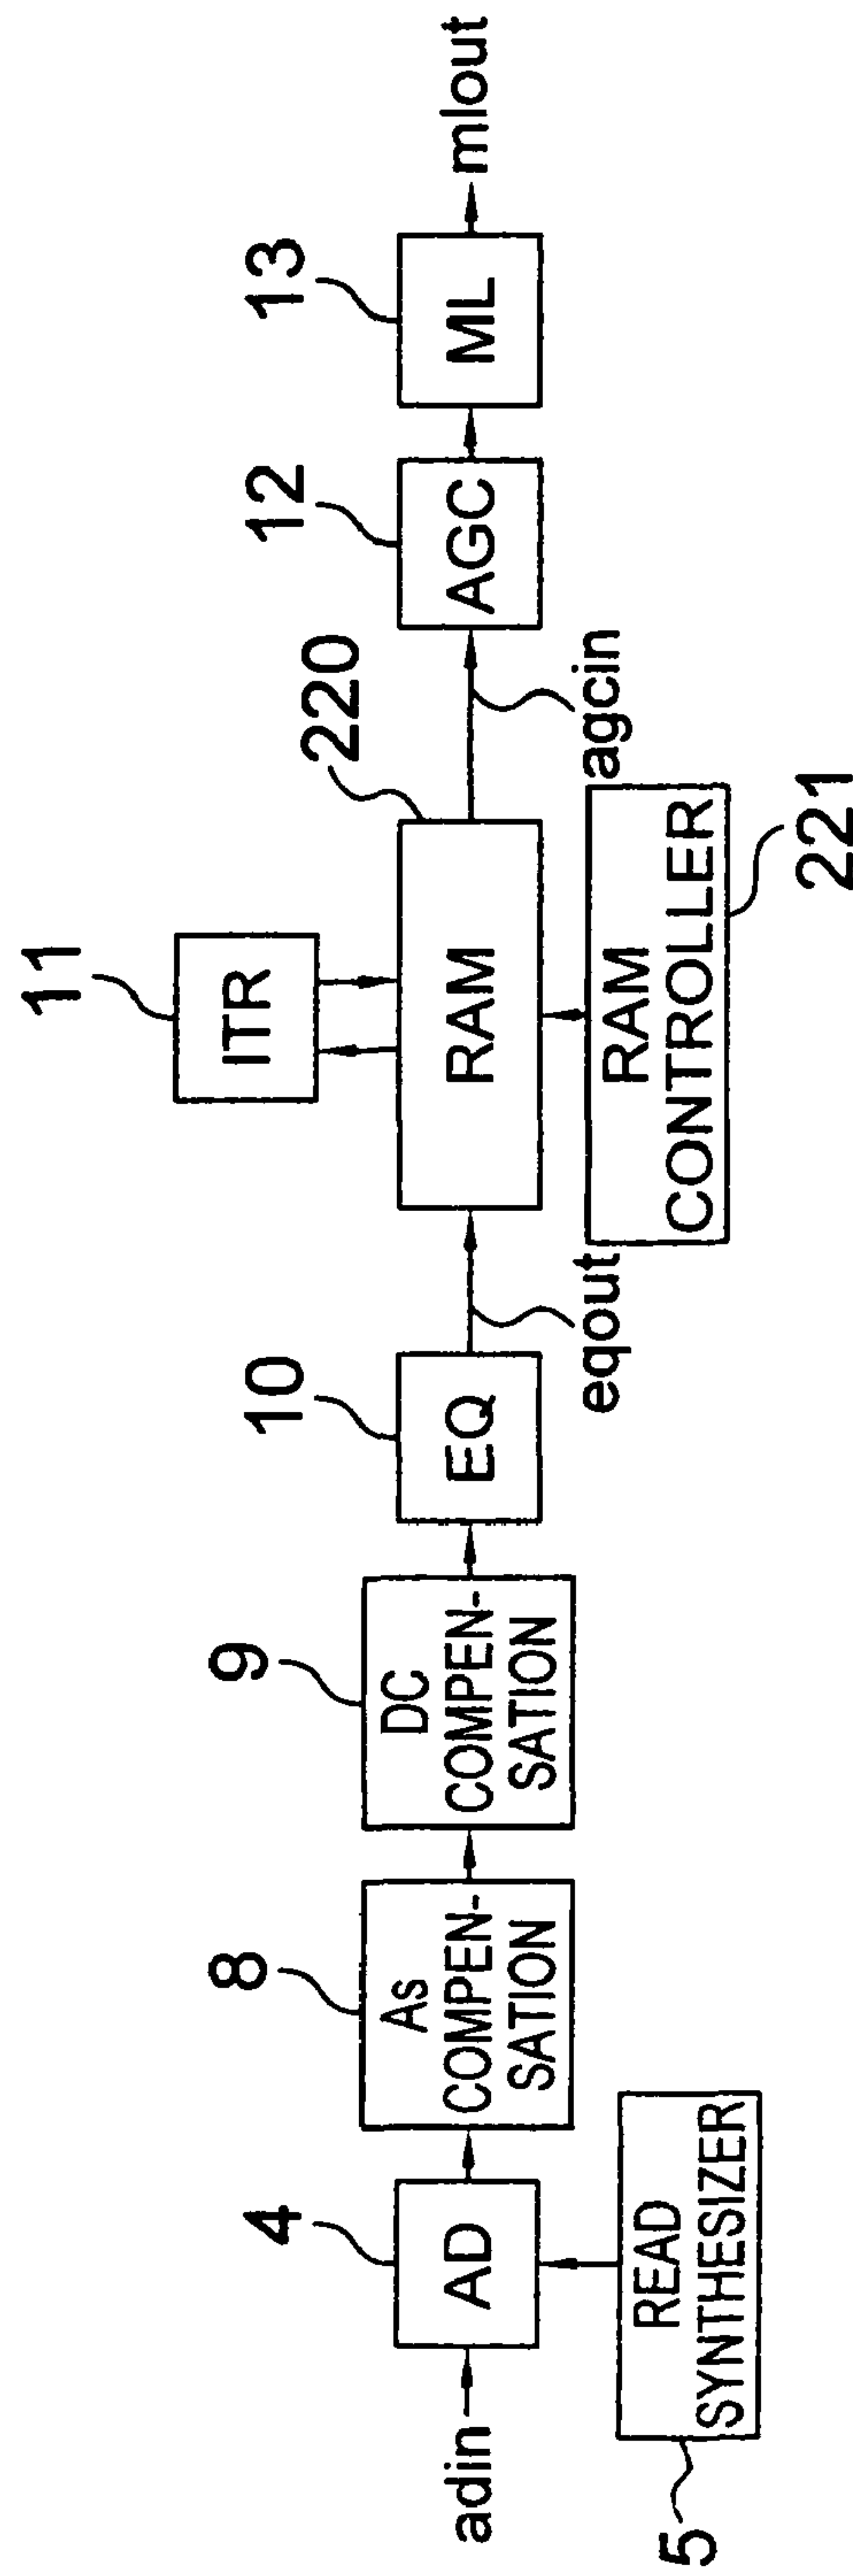 adin
4
AD
5
READ
SYNTHESIZER
8
As
COMPEN-
SATION
9
DC
COMPEN-
SATION
10
EQ
eqout
11
ITR
220
RAM
RAM
CONTROLLER
221
agcin
12
AGC
13
ML
mlout